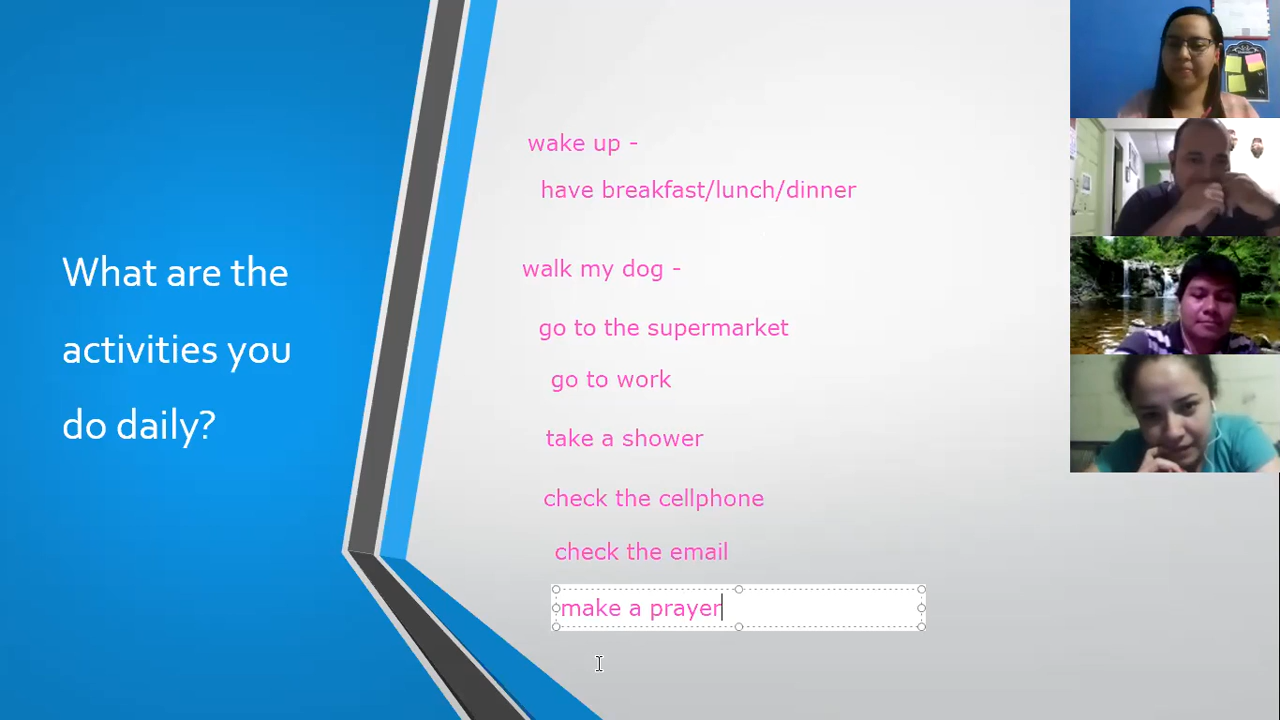 What are the
activities you
do daily?
wake up -
have breakfast/lunch/dinner
walk my dog -
go to the supermarket
go to work
take a shower
check the cellphone
check the email
make a prayer